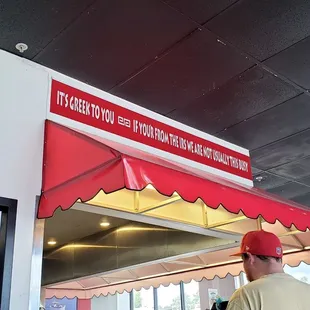 IT'S GREEK TO YOU IF YOUR FROM THE IRS WE ARE NOT USUALLY THIS BUSY